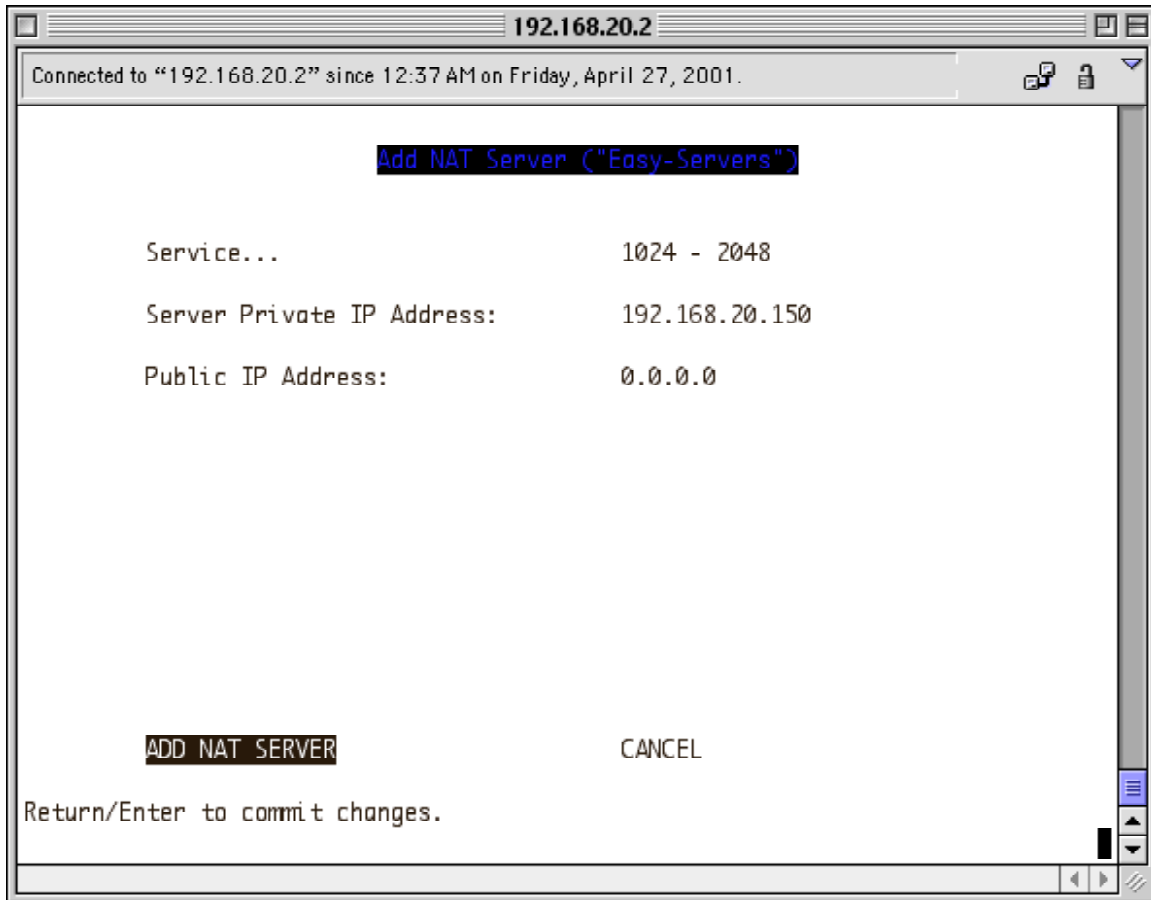 192.168.20.2
Connected to “192.168.20.2” since 12:37 AM on Friday, April 27, 2001.
Add NAT Server ("Easy-Servers")
Service... 1024 - 2048
Server Private IP Address: 192.168.20.150
Public IP Address: 0.0.0.0
ADD NAT SERVER CANCEL
Return/Enter to commit changes.